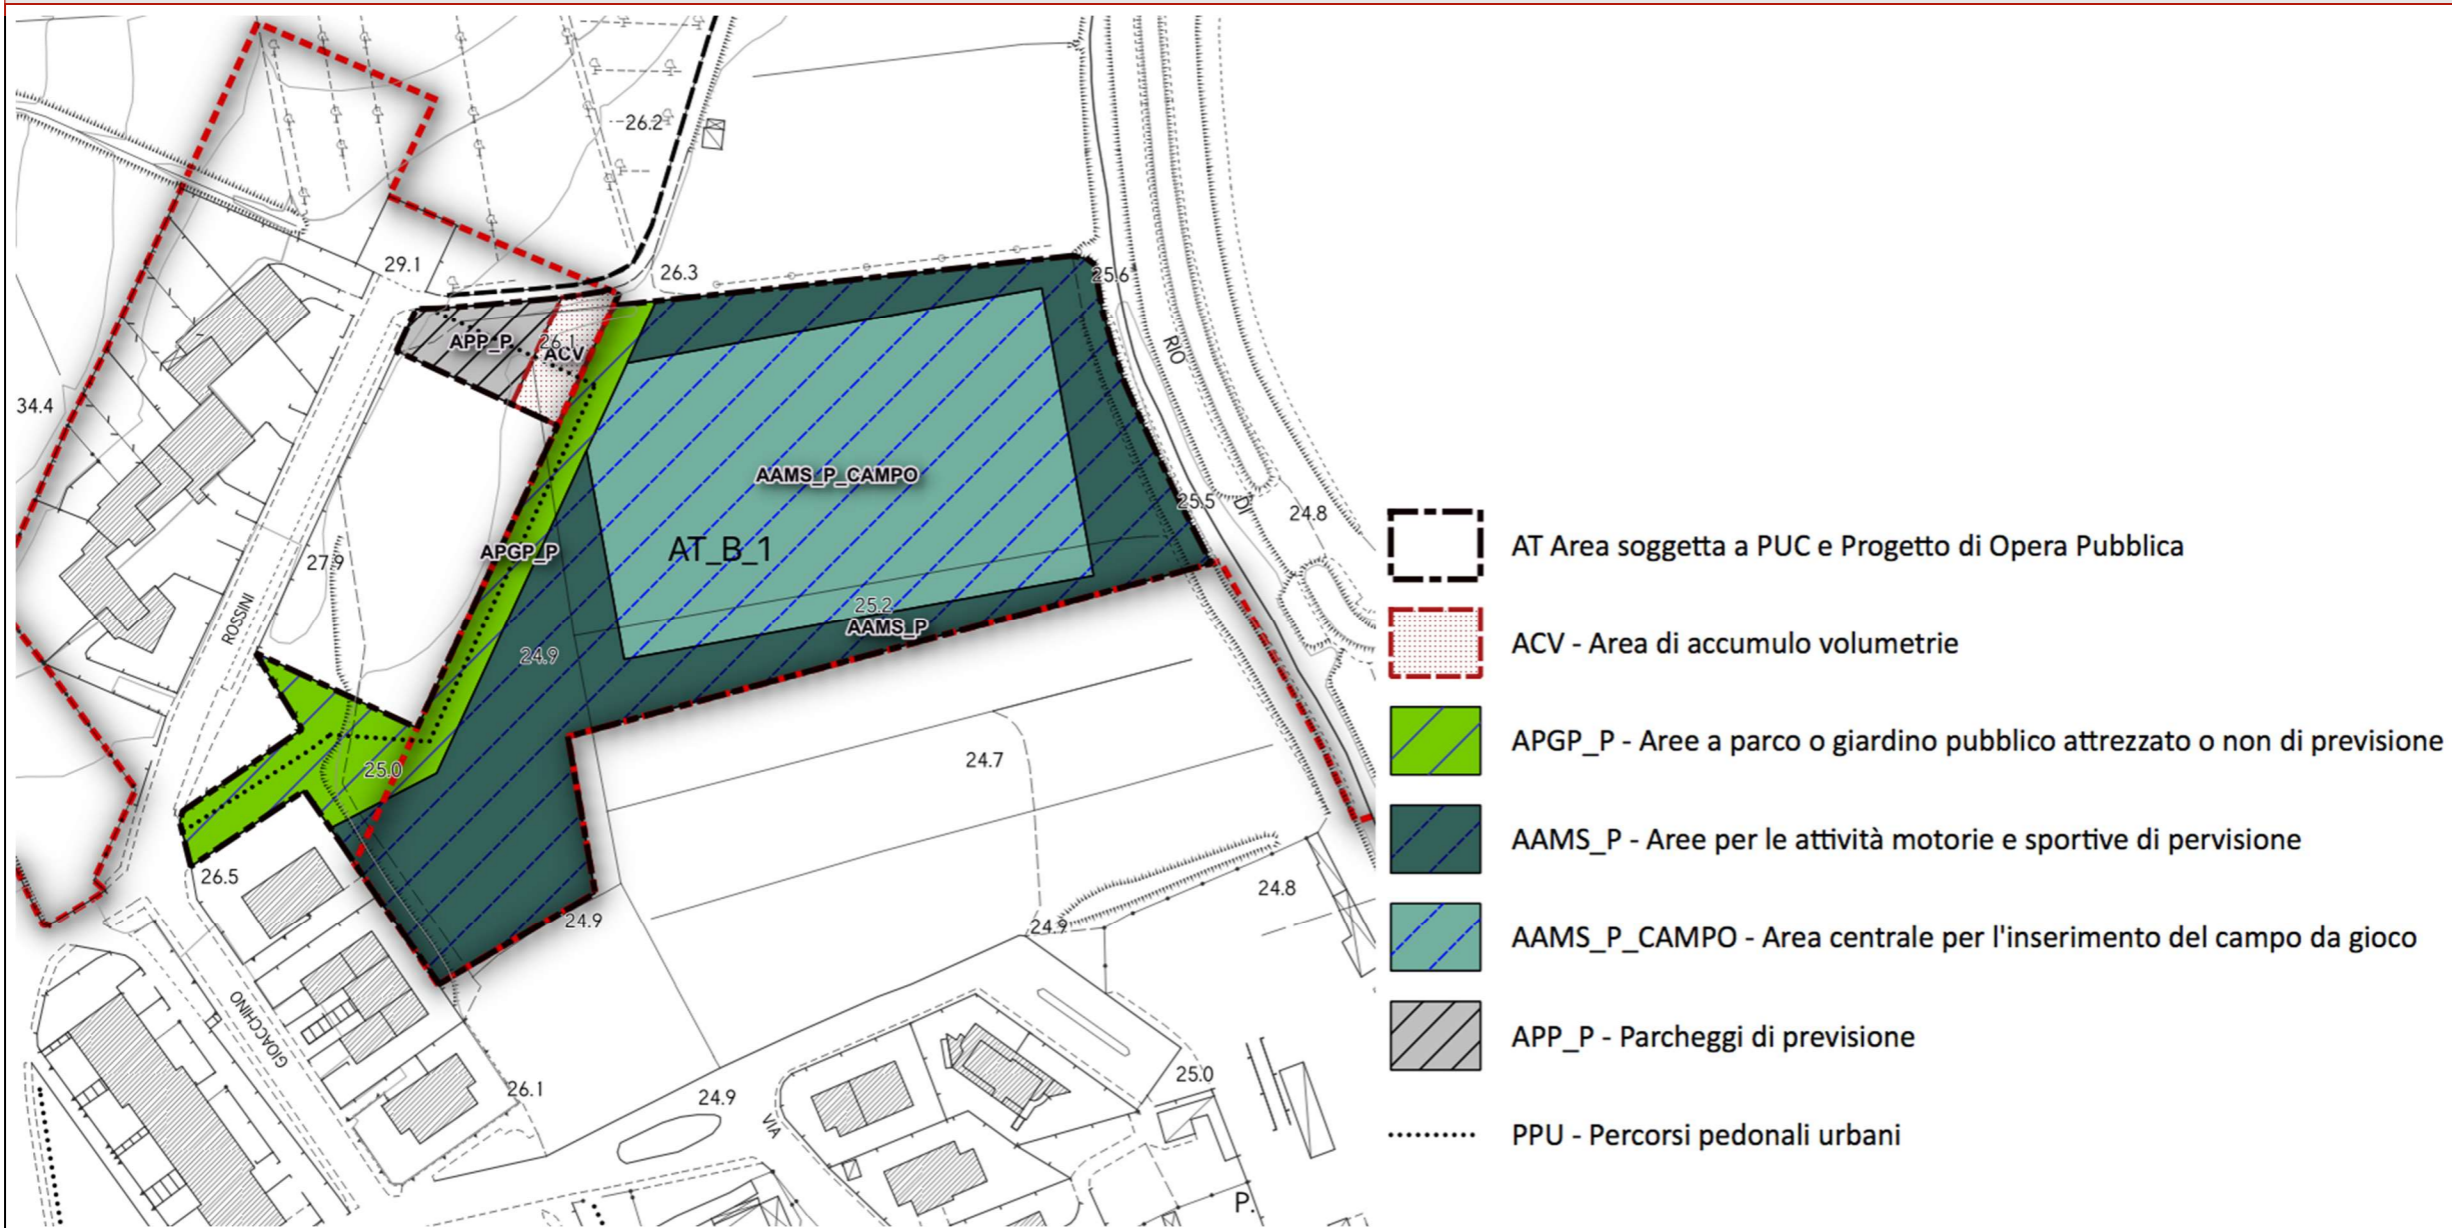 26.2
29.1
26.3
25.6
APP_P
26.1
ACV
RIO
34.4
AAMS_P_CAMPO
25.5
DI
24.8
AT Area soggetta a PUC e Progetto di Opera Pubblica
AT_B_1
APGP_P
27.9
25.2
AAMS_P
ROSSINI
24.9
ACV - Area di accumulo volumetrie
APGP_P - Aree a parco o giardino pubblico attrezzato o non di previsione
25.0
24.7
AAMS_P - Aree per le attività motorie e sportive di pervisione
26.5
24.9
24.8
24.9
AAMS_P_CAMPO - Area centrale per l'inserimento del campo da gioco
GIOACCHINO
APP_P - Parcheggi di previsione
26.1
24.9
25.0
VIA
PPU - Percorsi pedonali urbani
P.